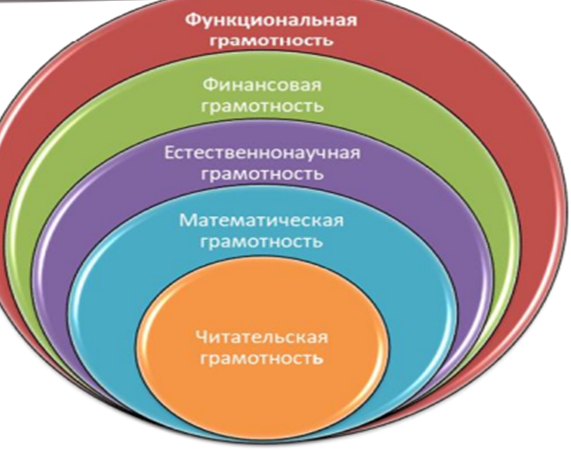 Функциональная
грамотность
Финансовая
грамотность
Естественнонаучная
грамотность
Математическая
грамотность
Читательская
грамотность